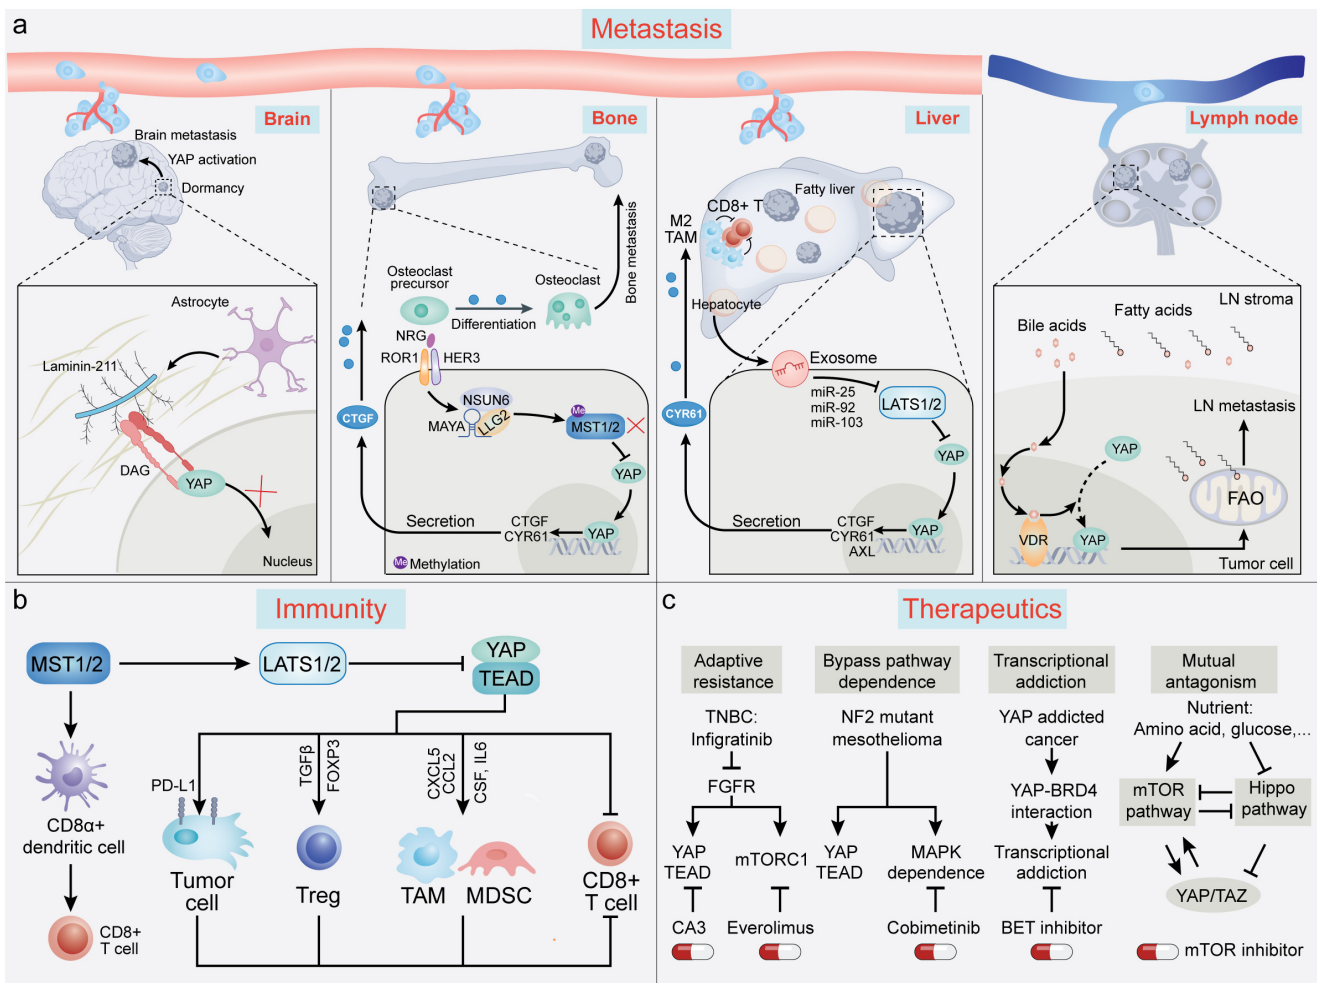 a
Metastasis
Brain
Brain metastasis
YAP activation
Dormancy
Astrocyte
Laminin-211
DAG
YAP
Nucleus
Bone
Osteoclast
precursor
Osteoclast
Differentiation
Bone metastasis
NRG
ROR1
HER3
NSUN6
MAYA
LLG2
Me
MST1/2
CTGF
YAP
Secretion
CTGF
CYR61
YAP
Me
Methylation
Liver
Fatty liver
CD8+ T
M2
TAM
Hepatocyte
Exosome
miR-25
miR-92
miR-103
LATS1/2
CYR61
YAP
Secretion
CTGF
CYR61
AXL
YAP
Lymph node
LN stroma
Fatty acids
Bile acids
LN metastasis
YAP
FAO
VDR
YAP
Tumor cell
b
Immunity
MST1/2
LATS1/2
YAP
TEAD
PD-L1
TGFβ
FOXP3
CXCL5
CCL2
CSF, IL6
CD8α+
dendritic cell
CD8+
T cell
Tumor
cell
Treg
TAM
MDSC
CD8+
T cell
c
Therapeutics
Adaptive
resistance
TNBC:
Infigratinib
FGFR
YAP
TEAD
mTORC1
CA3
Everolimus
Bypass pathway
dependence
NF2 mutant
mesothelioma
YAP
TEAD
MAPK
dependence
Cobimetinib
Transcriptional
addiction
YAP addicted
cancer
YAP-BRD4
interaction
Transcriptional
addiction
BET inhibitor
Mutual
antagonism
Nutrient:
Amino acid, glucose,...
mTOR
pathway
Hippo
pathway
YAP/TAZ
mTOR inhibitor